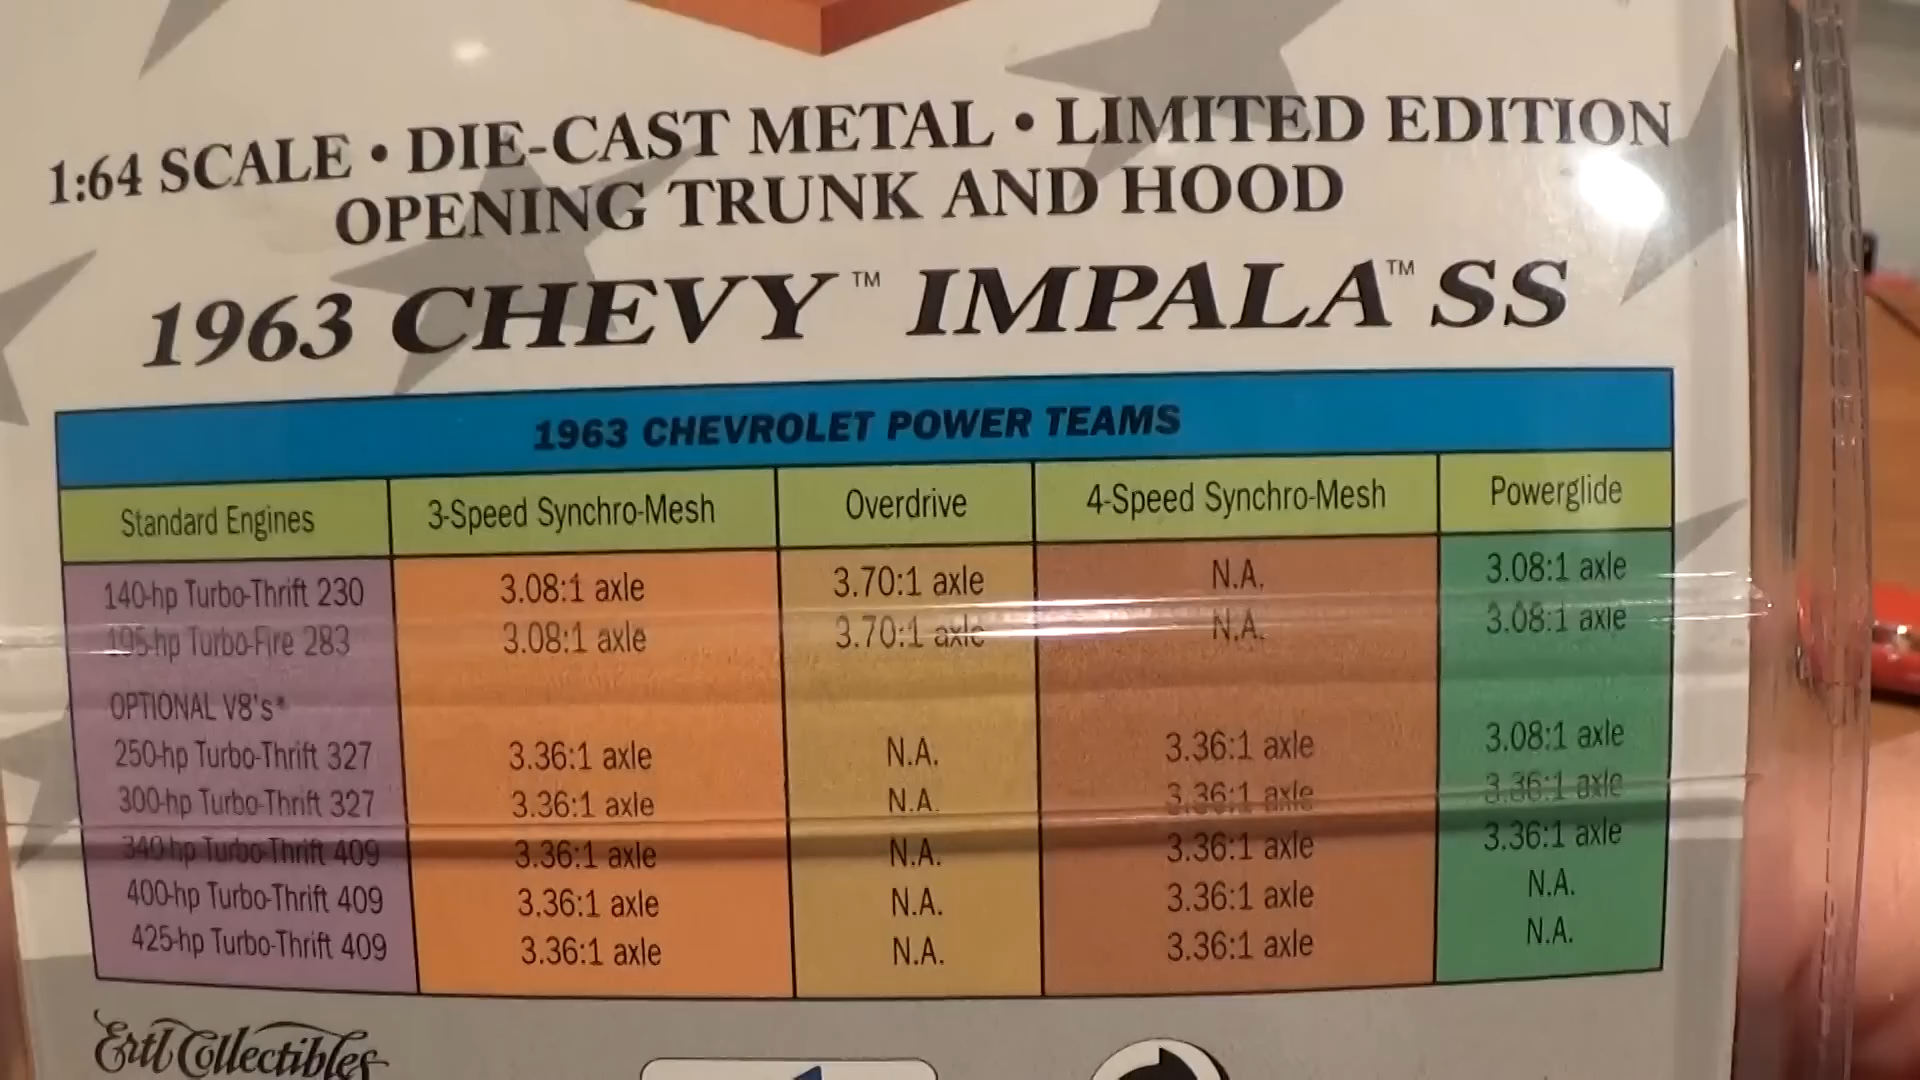 1:64 SCALE • DIE-CAST METAL • LIMITED EDITION
OPENING TRUNK AND HOOD
1963 CHEVY™ IMPALA™ SS
1963 CHEVROLET POWER TEAMS
Standard Engines 3-Speed Synchro-Mesh Overdrive 4-Speed Synchro-Mesh Powerglide
140-hp Turbo-Thrift 230 3.08:1 axle 3.70:1 axle N.A. 3.08:1 axle
195-hp Turbo-Fire 283 3.08:1 axle 3.70:1 axle N.A. 3.08:1 axle
OPTIONAL V8's*
250-hp Turbo-Thrift 327 3.36:1 axle N.A. 3.36:1 axle 3.08:1 axle
300-hp Turbo-Thrift 327 3.36:1 axle N.A. 3.36:1 axle 3.36:1 axle
340-hp Turbo-Thrift 409 3.36:1 axle N.A. 3.36:1 axle 3.36:1 axle
400-hp Turbo-Thrift 409 3.36:1 axle N.A. 3.36:1 axle N.A.
425-hp Turbo-Thrift 409 3.36:1 axle N.A. 3.36:1 axle N.A.
Ertl Collectibles